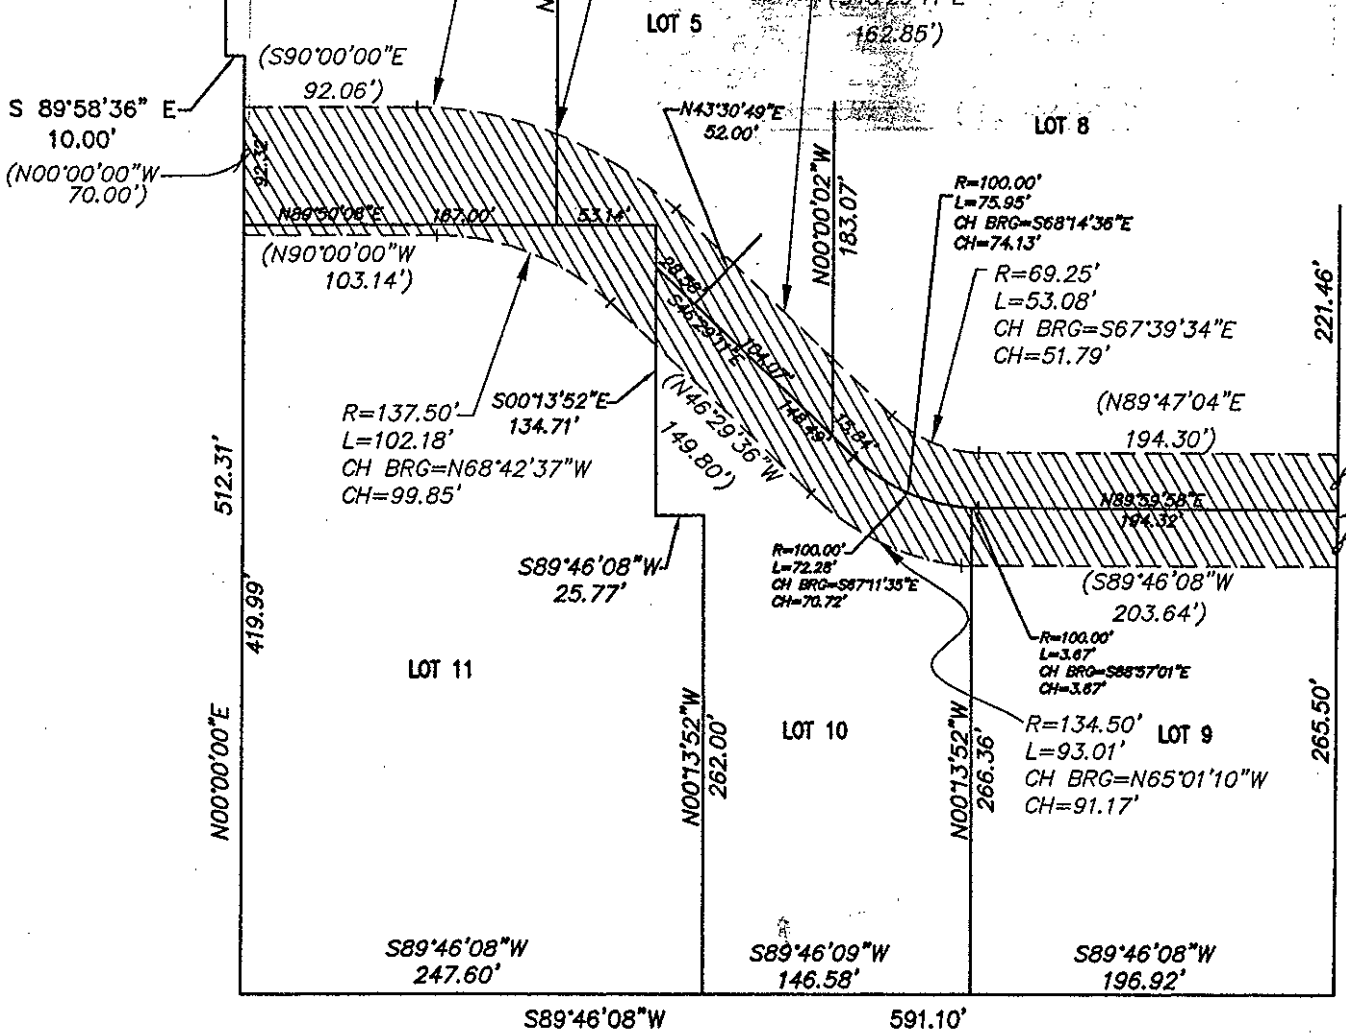 LOT 5
162.85')
(S90°00'00"E
92.06')
S 89°58'36" E
10.00'
(N00°00'00"W
70.00')
92.32'
N43°30'49"E
52.00'
LOT 8
N00°00'02"W
183.07'
R=100.00'
L=75.95'
CH BRG=S68°14'36"E
CH=74.13'
N89°50'08"E
167.00'
53.14'
(N90°00'00"W
103.14')
28.58'
S46°29'11"E
104.07'
148.49'
15.84'
R=69.25'
L=53.08'
CH BRG=S67°39'34"E
CH=51.79'
221.46'
R=137.50'
L=102.18'
CH BRG=N68°42'37"W
CH=99.85'
S00°13'52"E
134.71'
(N46°29'36"W
149.80')
(N89°47'04"E
194.30')
512.31'
N89°59'58"E
194.32'
S89°46'08"W
25.77'
R=100.00'
L=72.28'
CH BRG=S67°11'35"E
CH=70.72'
(S89°46'08"W
203.64')
419.99'
R=100.00'
L=3.67'
CH BRG=S88°57'01"E
CH=3.67'
LOT 11
LOT 10
R=134.50'
L=93.01'
CH BRG=N65°01'10"W
CH=91.17'
LOT 9
N00°00'00"E
N00°13'52"W
262.00'
N00°13'52"W
266.36'
265.50'
S89°46'08"W
247.60'
S89°46'09"W
146.58'
S89°46'08"W
196.92'
S89°46'08"W
591.10'